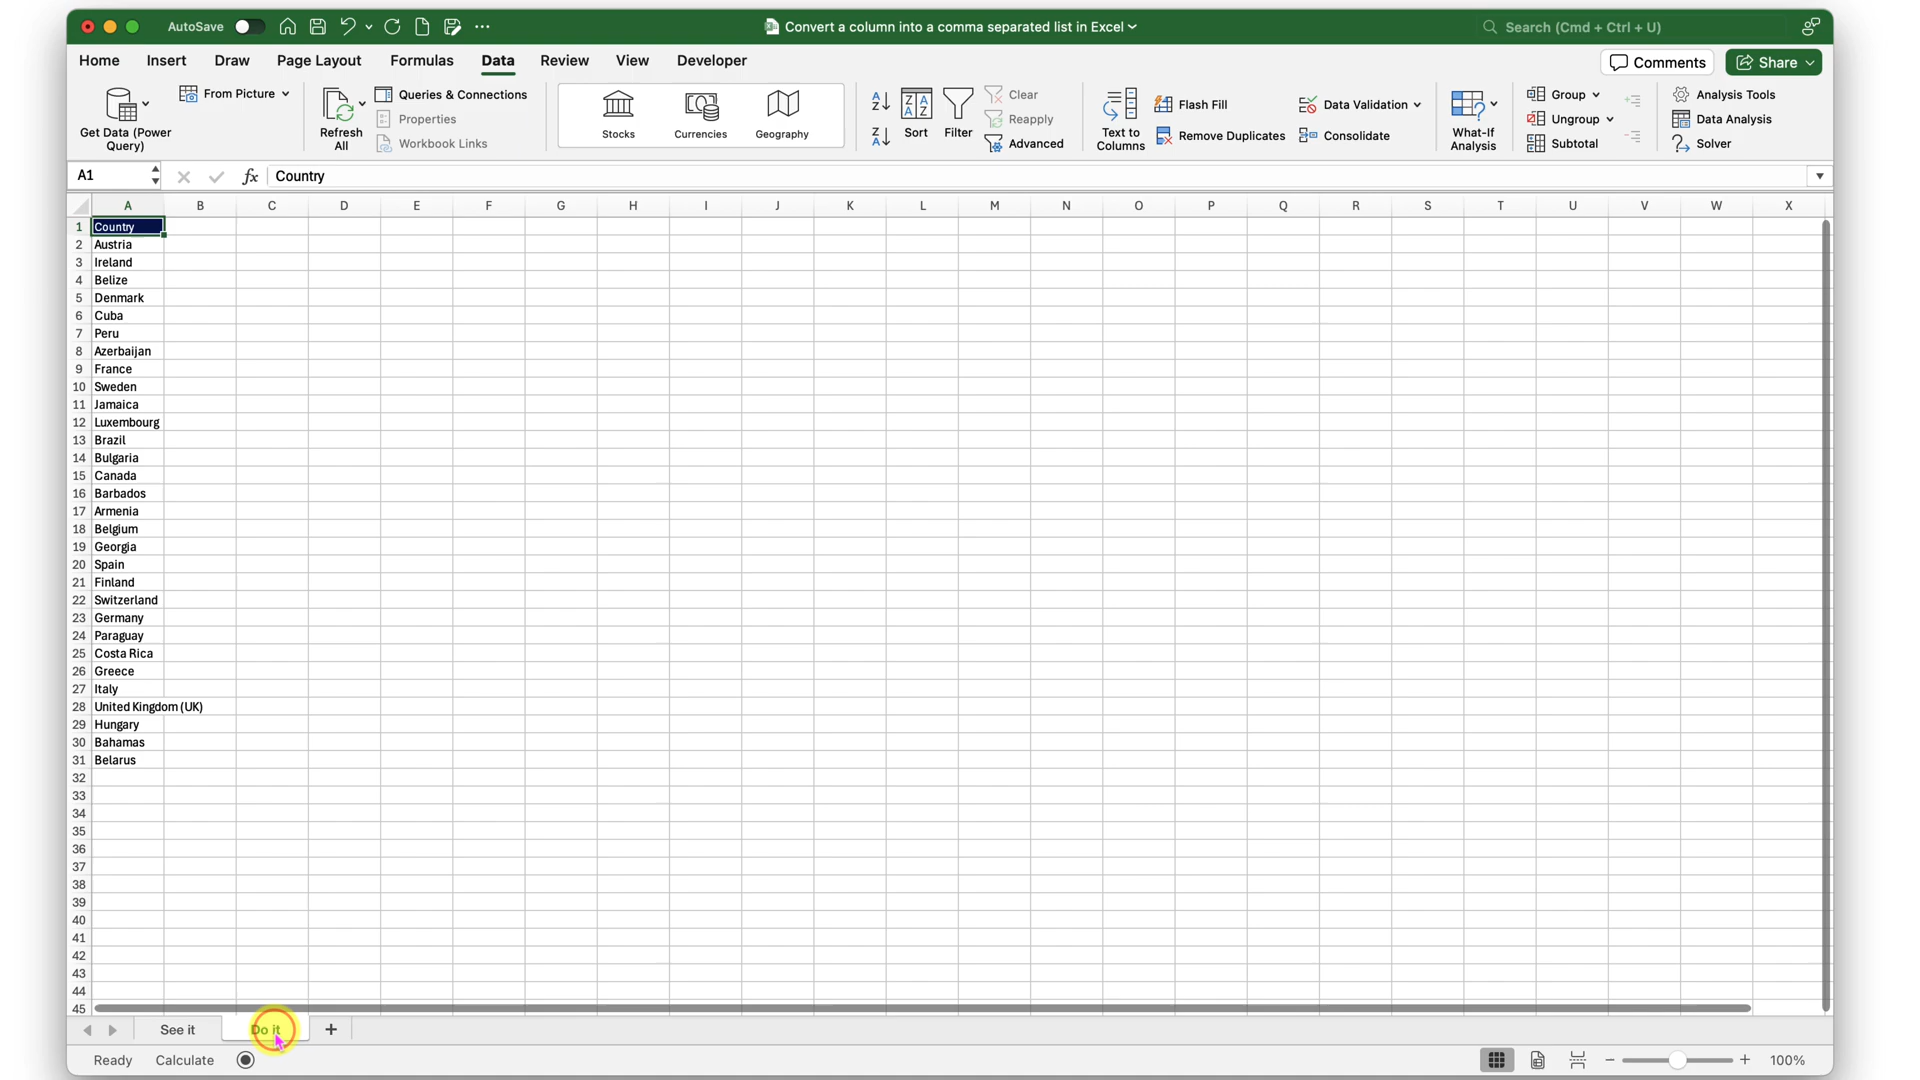 AutoSave
Convert a column into a comma separated list in Excel
Search (Cmd + Ctrl + U)
Home Insert Draw Page Layout Formulas Data Review View Developer
Comments
Share
Get Data (Power Query)
From Picture
Refresh All
Queries & Connections
Properties
Workbook Links
Stocks
Currencies
Geography
Sort
Filter
Clear
Reapply
Advanced
Text to Columns
Flash Fill
Remove Duplicates
Data Validation
Consolidate
What-If Analysis
Group
Ungroup
Subtotal
Analysis Tools
Data Analysis
Solver
A1 fx Country
A B C D E F G H I J K L M N O P Q R S T U V W X
1 Country
2 Austria
3 Ireland
4 Belize
5 Denmark
6 Cuba
7 Peru
8 Azerbaijan
9 France
10 Sweden
11 Jamaica
12 Luxembourg
13 Brazil
14 Bulgaria
15 Canada
16 Barbados
17 Armenia
18 Belgium
19 Georgia
20 Spain
21 Finland
22 Switzerland
23 Germany
24 Paraguay
25 Costa Rica
26 Greece
27 Italy
28 United Kingdom (UK)
29 Hungary
30 Bahamas
31 Belarus
32
33
34
35
36
37
38
39
40
41
42
43
44
45
See it Do it
Ready Calculate 100%